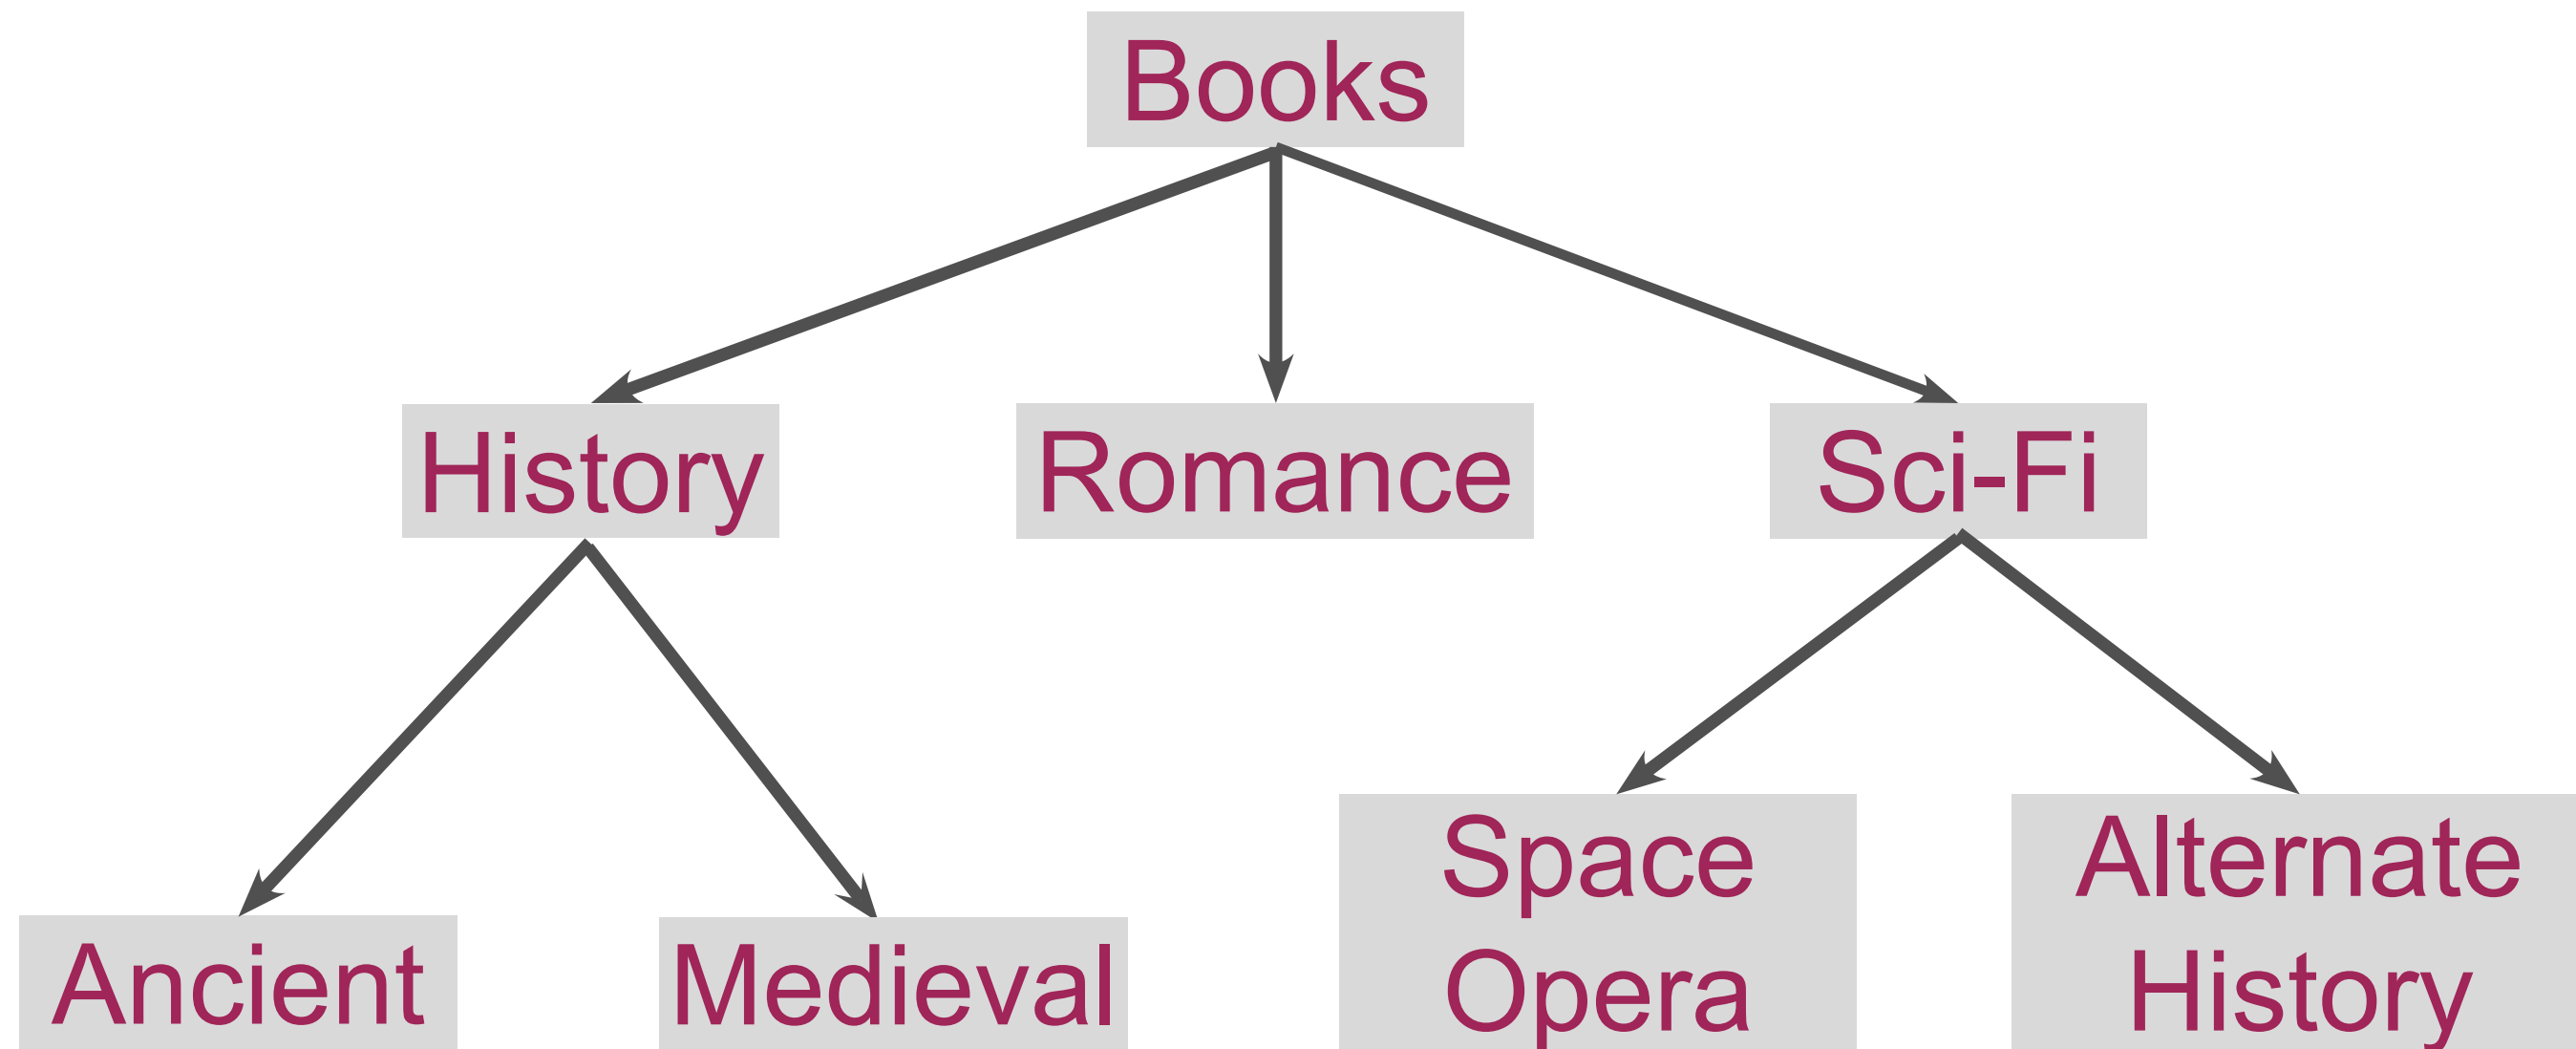 Books
History
Romance
Sci-Fi
Ancient
Medieval
Space
Opera
Alternate
History